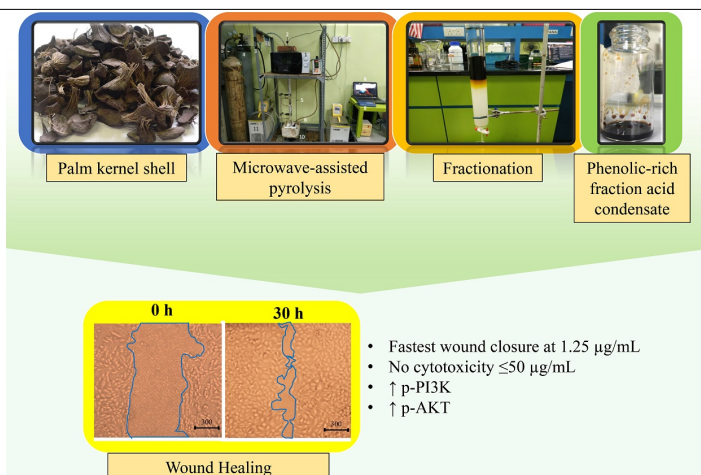 Palm kernel shell
Microwave-assisted
pyrolysis
Fractionation
Phenolic-rich
fraction acid
condensate
0 h
30 h
300
300
• Fastest wound closure at 1.25 µg/mL
• No cytotoxicity ≤50 µg/mL
• ↑ p-PI3K
• ↑ p-AKT
Wound Healing